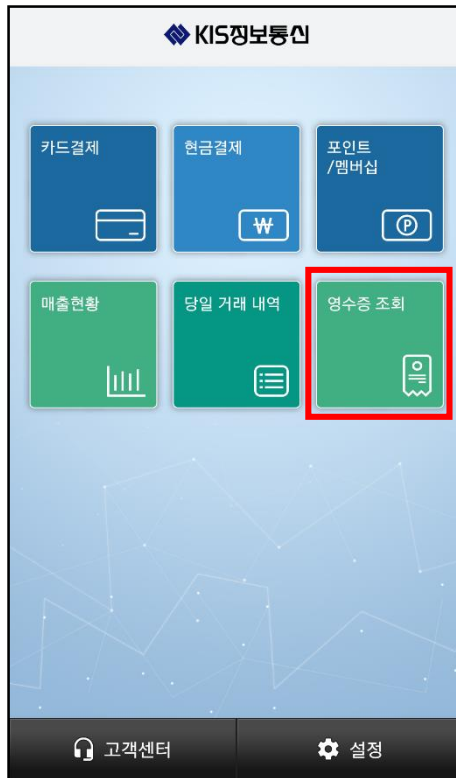 KIS정보통신
카드결제
현금결제
포인트
/멤버십
매출현황
당일 거래 내역
영수증 조회
고객센터
설정